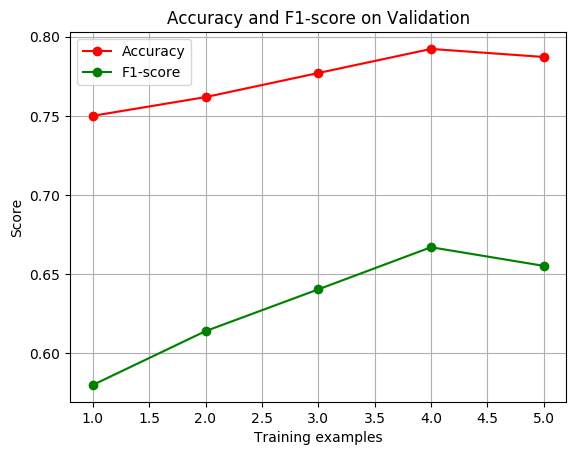 Accuracy and F1-score on Validation
Accuracy
F1-score
0.80
0.75
0.70
0.65
0.60
Score
1.0 1.5 2.0 2.5 3.0 3.5 4.0 4.5 5.0
Training examples